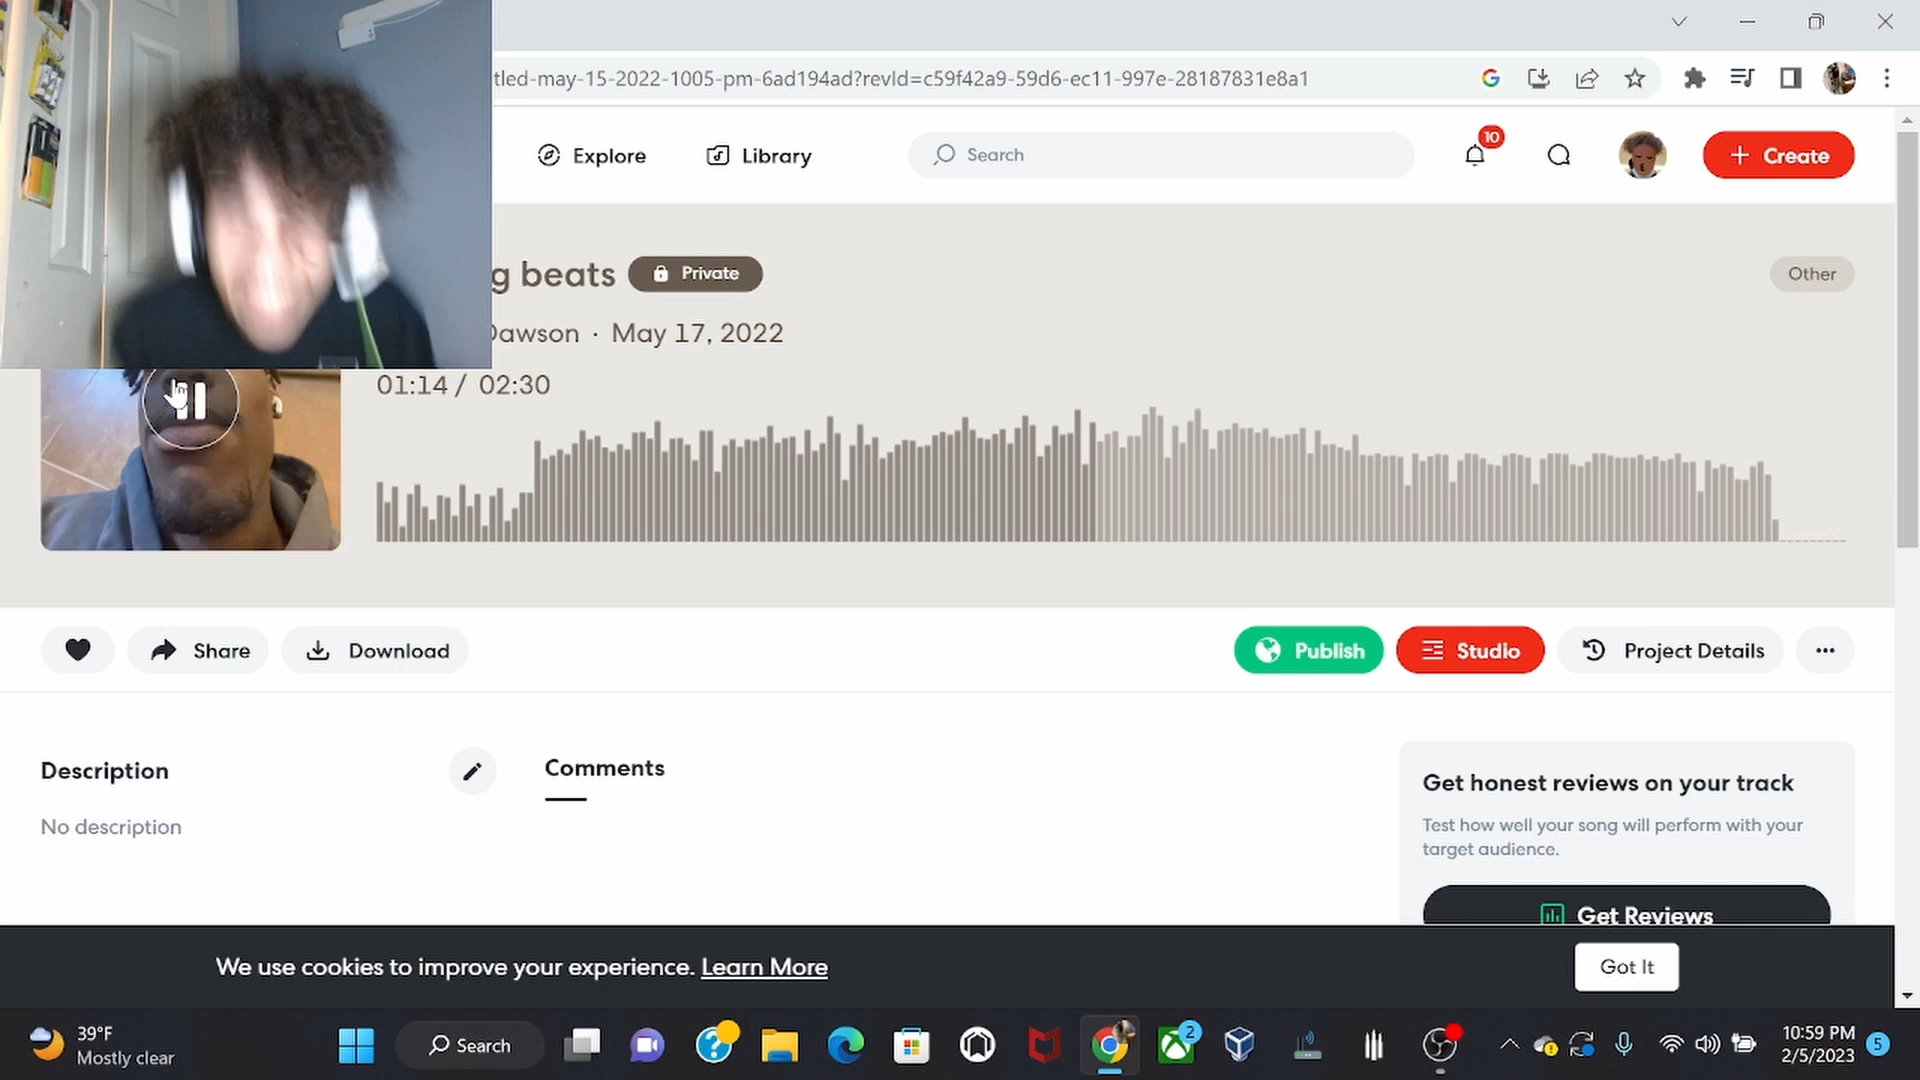 tled-may-15-2022-1005-pm-6ad194ad?revId=c59f42a9-59d6-ec11-997e-28187831e8a1
Explore
Library
Search
10
Create
g beats
Private
Other
Dawson · May 17, 2022
01:14 / 02:30
Share
Download
Publish
Studio
Project Details
Description
Comments
No description
Get honest reviews on your track
Test how well your song will perform with your
target audience.
Get Reviews
We use cookies to improve your experience. Learn More
Got It
39°F
Mostly clear
Search
2
10:59 PM
2/5/2023
5